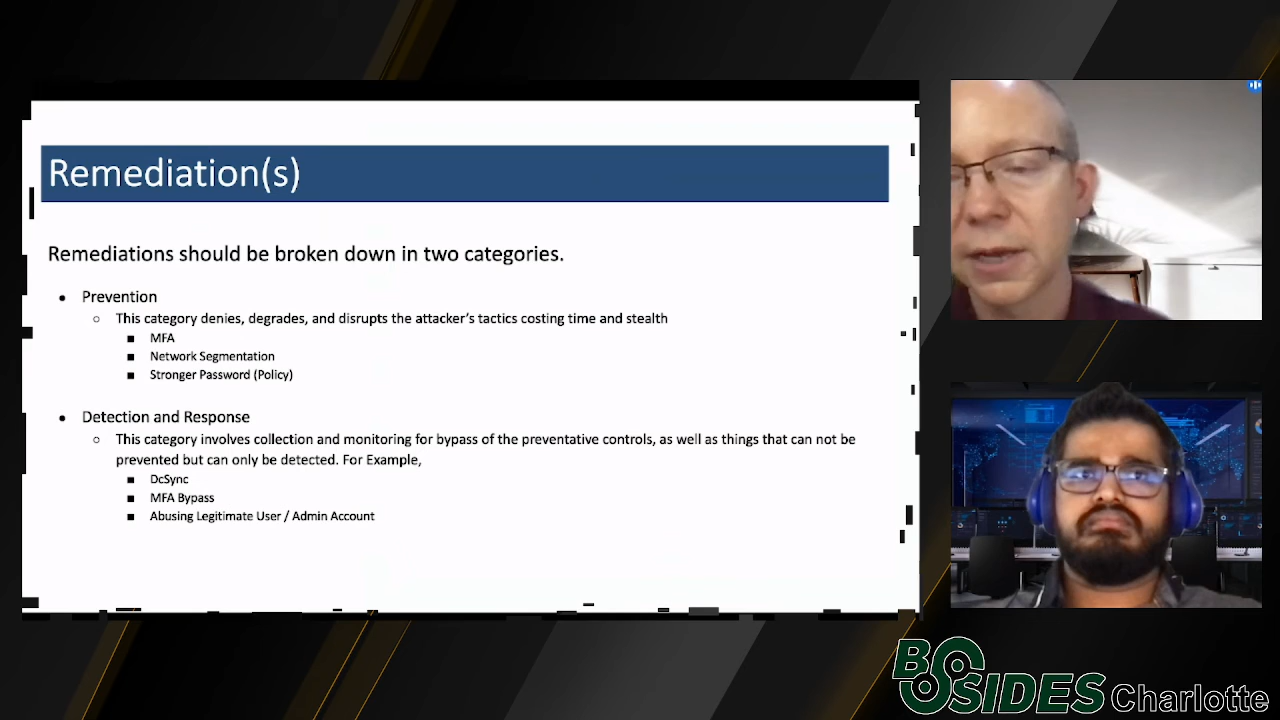 Remediation(s)
Remediations should be broken down in two categories.
● Prevention
○ This category denies, degrades, and disrupts the attacker's tactics costing time and stealth
■ MFA
■ Network Segmentation
■ Stronger Password (Policy)
● Detection and Response
○ This category involves collection and monitoring for bypass of the preventative controls, as well as things that can not be
prevented but can only be detected. For Example,
■ DcSync
■ MFA Bypass
■ Abusing Legitimate User / Admin Account
BSIDES Charlotte